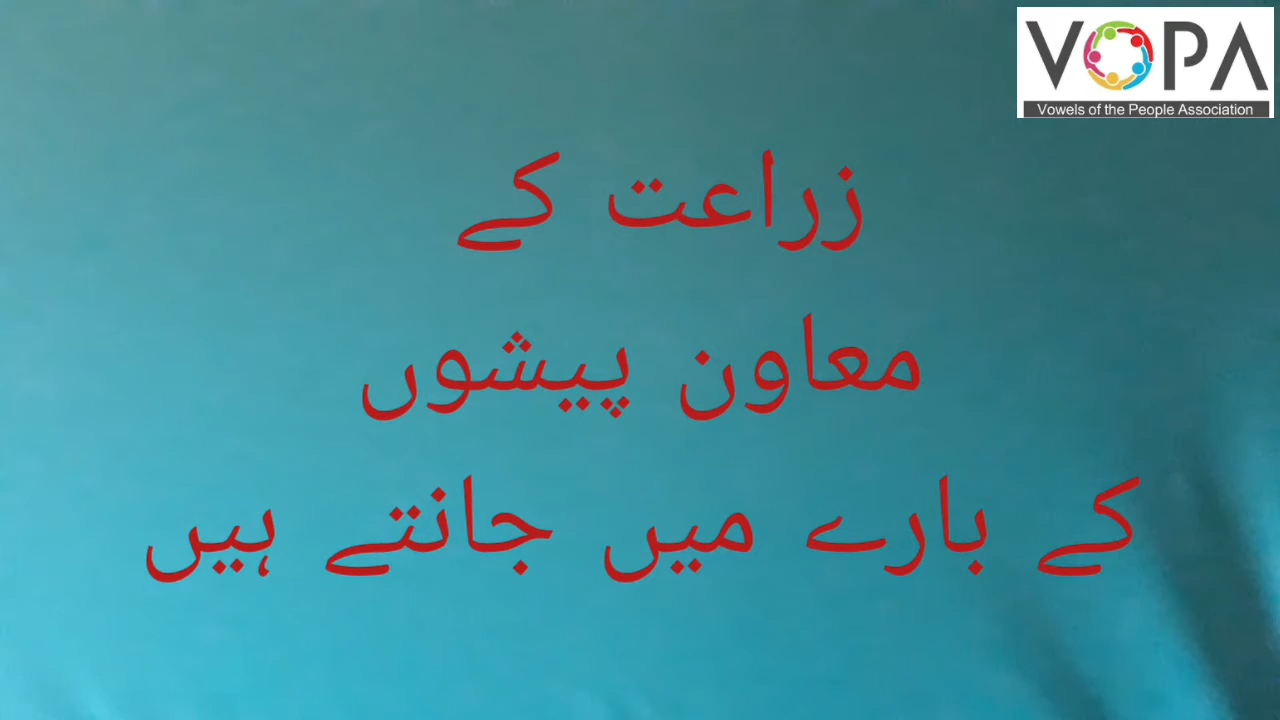 VOPA
Vowels of the People Association
زراعت کے
معاون پیشوں
کے بارے میں جانتے ہیں